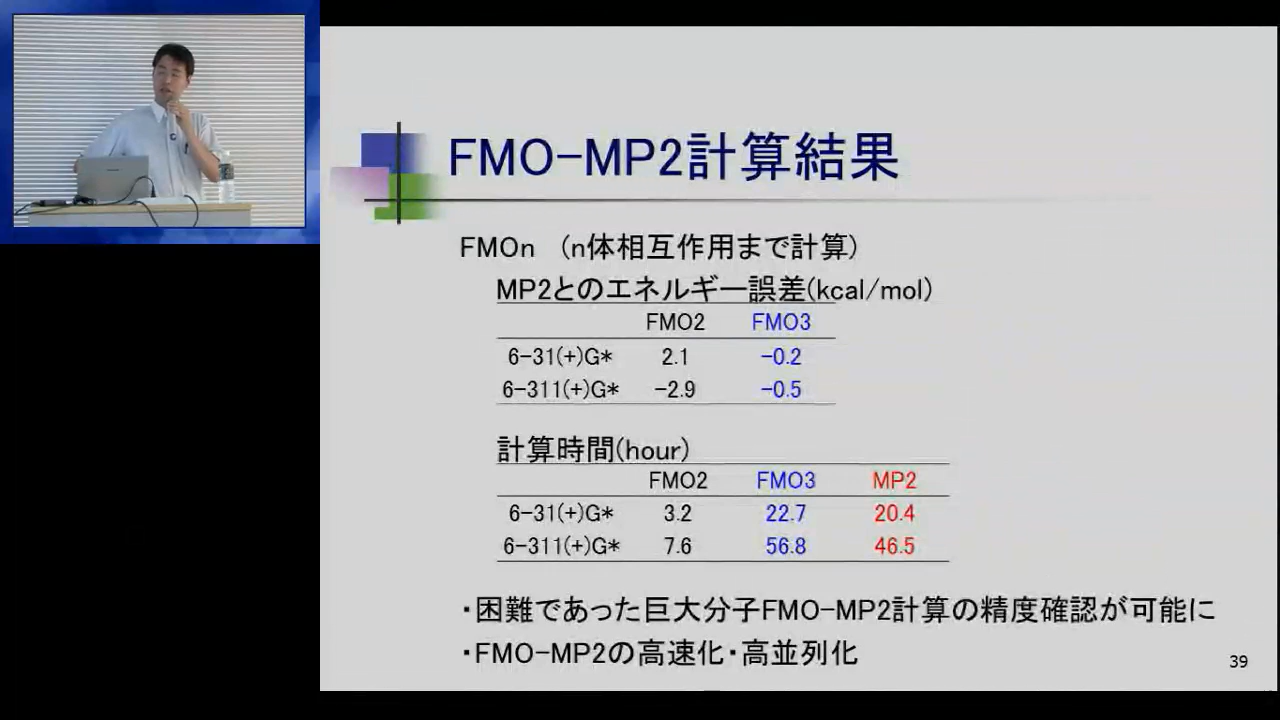 FMO-MP2計算結果
FMOn (n体相互作用まで計算)
MP2とのエネルギー誤差(kcal/mol)
FMO2 FMO3
6-31(+)G* 2.1 -0.2
6-311(+)G* -2.9 -0.5
計算時間(hour)
FMO2 FMO3 MP2
6-31(+)G* 3.2 22.7 20.4
6-311(+)G* 7.6 56.8 46.5
・困難であった巨大分子FMO-MP2計算の精度確認が可能に
・FMO-MP2の高速化・高並列化
39